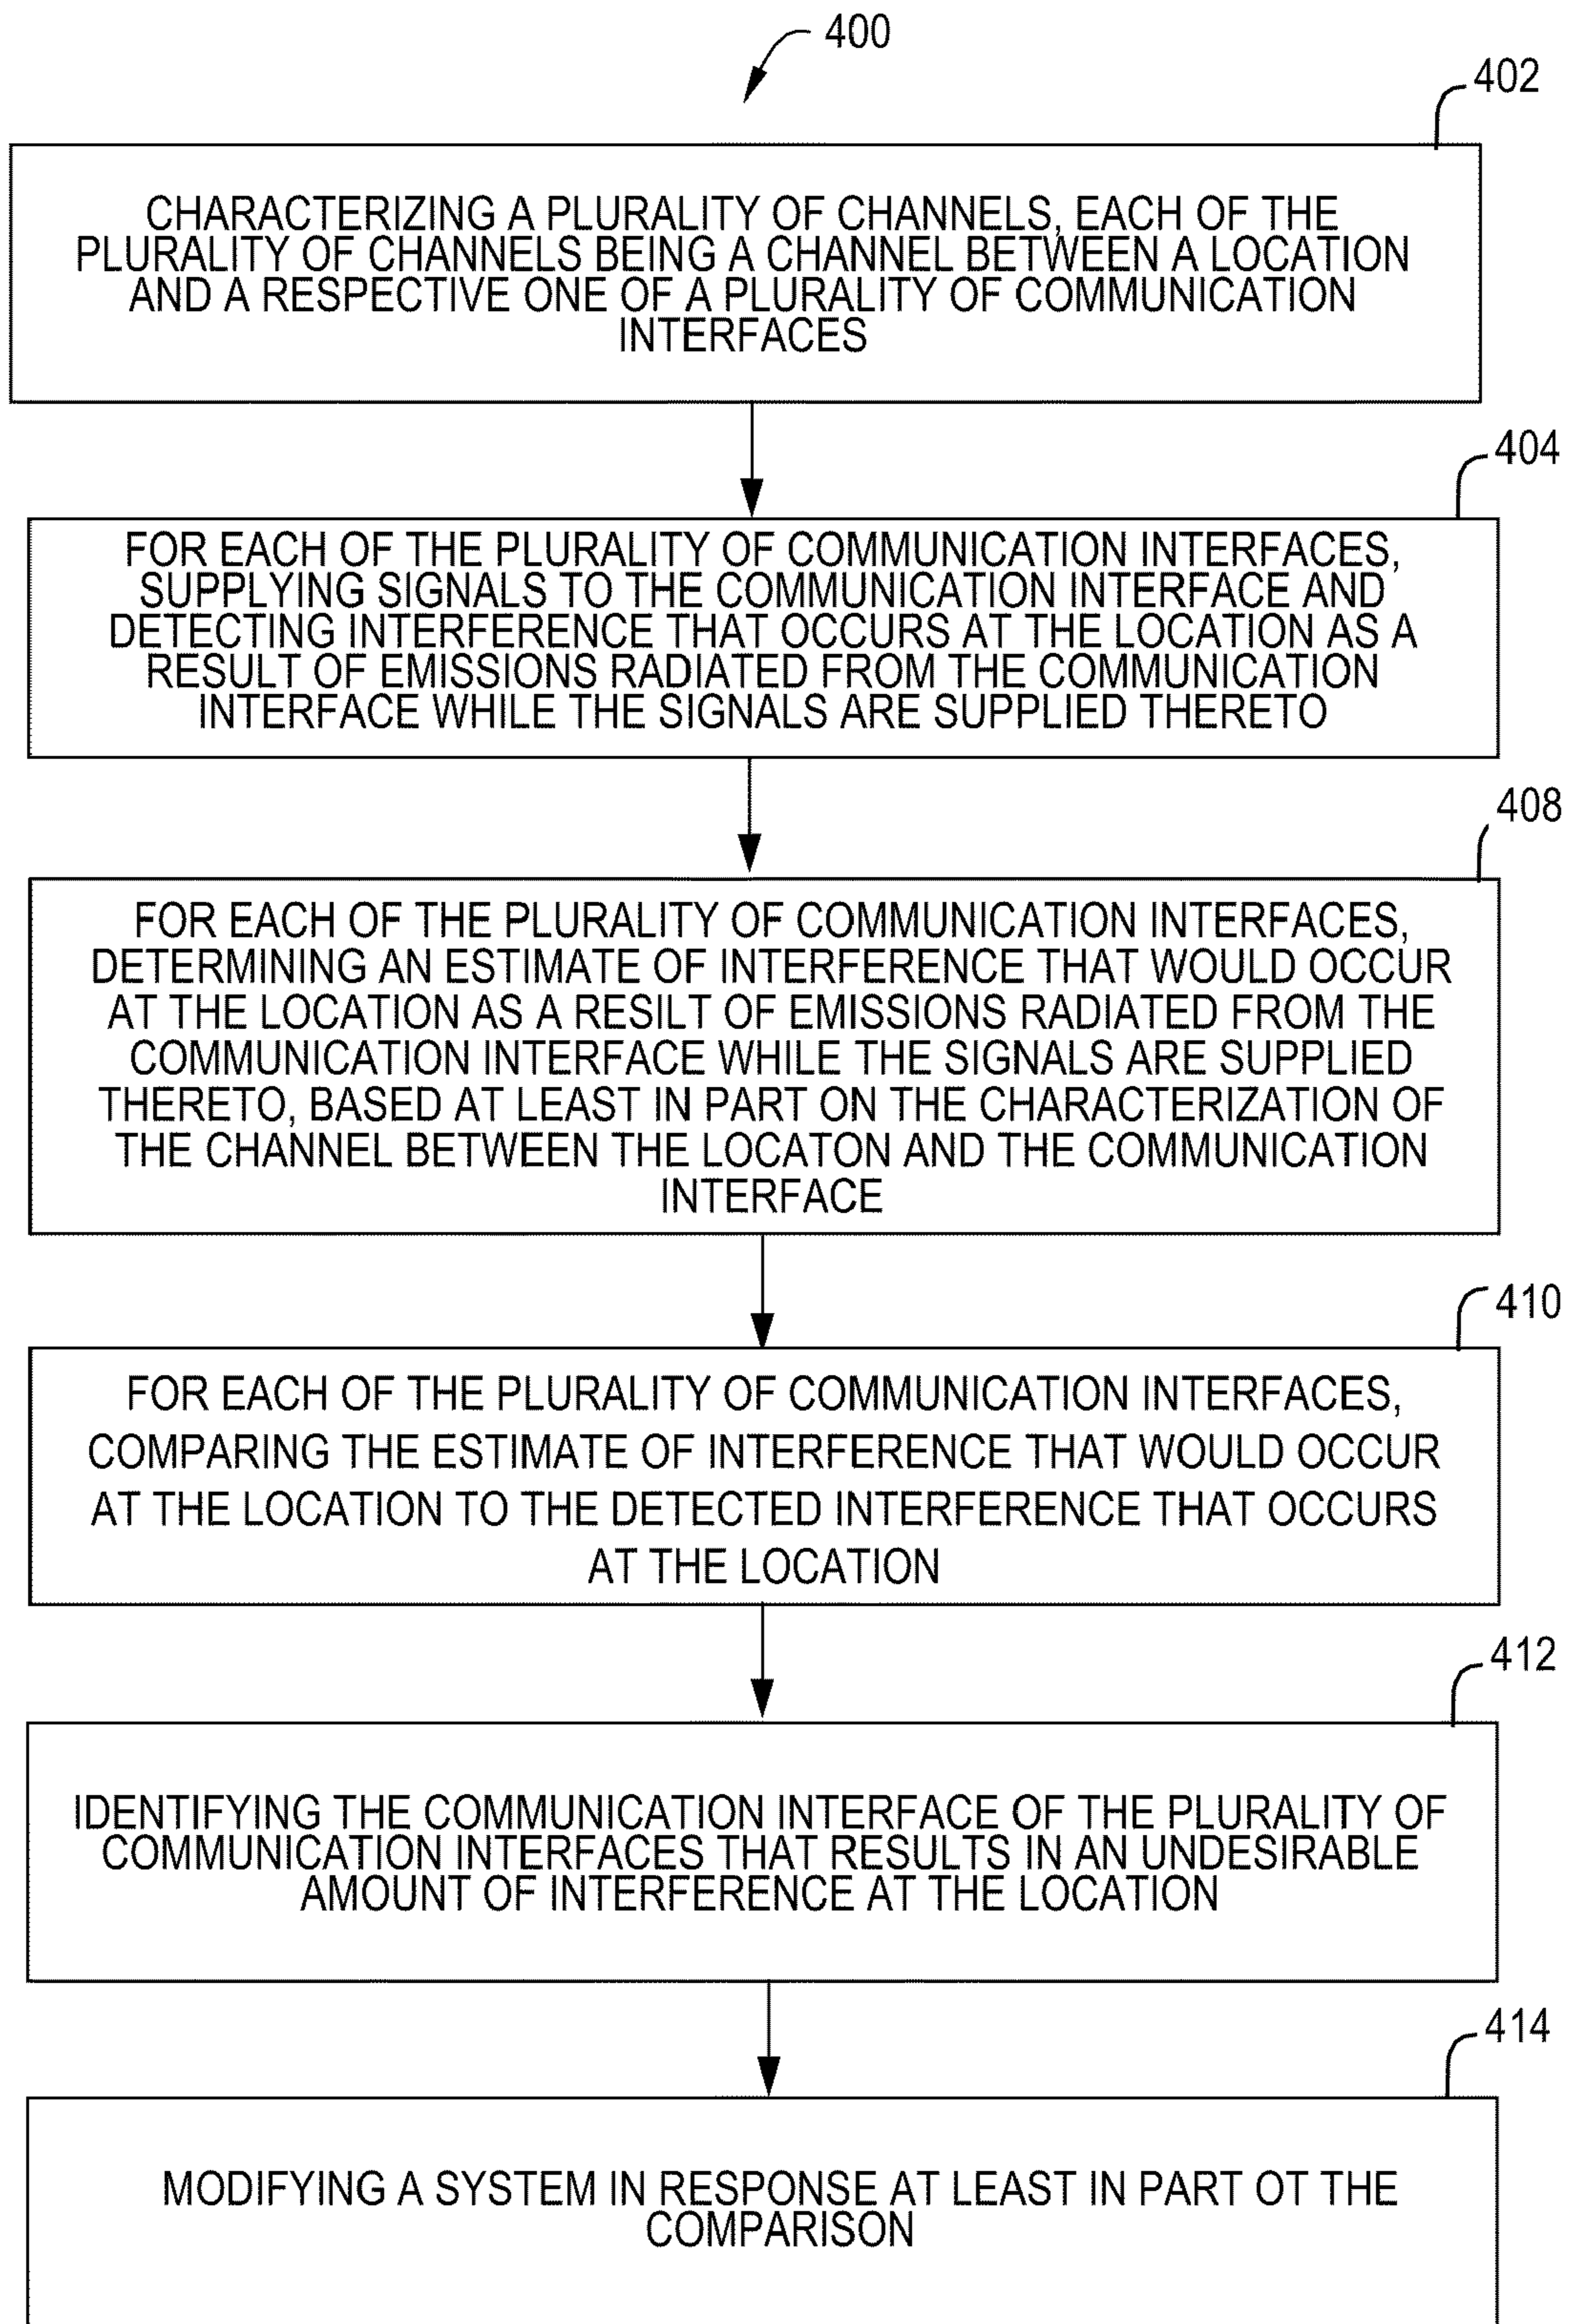 400
402
CHARACTERIZING A PLURALITY OF CHANNELS, EACH OF THE
PLURALITY OF CHANNELS BEING A CHANNEL BETWEEN A LOCATION
AND A RESPECTIVE ONE OF A PLURALITY OF COMMUNICATION
INTERFACES
404
FOR EACH OF THE PLURALITY OF COMMUNICATION INTERFACES,
SUPPLYING SIGNALS TO THE COMMUNICATION INTERFACE AND
DETECTING INTERFERENCE THAT OCCURS AT THE LOCATION AS A
RESULT OF EMISSIONS RADIATED FROM THE COMMUNICATION
INTERFACE WHILE THE SIGNALS ARE SUPPLIED THERETO
408
FOR EACH OF THE PLURALITY OF COMMUNICATION INTERFACES,
DETERMINING AN ESTIMATE OF INTERFERENCE THAT WOULD OCCUR
AT THE LOCATION AS A RESILT OF EMISSIONS RADIATED FROM THE
COMMUNICATION INTERFACE WHILE THE SIGNALS ARE SUPPLIED
THERETO, BASED AT LEAST IN PART ON THE CHARACTERIZATION OF
THE CHANNEL BETWEEN THE LOCATON AND THE COMMUNICATION
INTERFACE
410
FOR EACH OF THE PLURALITY OF COMMUNICATION INTERFACES,
COMPARING THE ESTIMATE OF INTERFERENCE THAT WOULD OCCUR
AT THE LOCATION TO THE DETECTED INTERFERENCE THAT OCCURS
AT THE LOCATION
412
IDENTIFYING THE COMMUNICATION INTERFACE OF THE PLURALITY OF
COMMUNICATION INTERFACES THAT RESULTS IN AN UNDESIRABLE
AMOUNT OF INTERFERENCE AT THE LOCATION
414
MODIFYING A SYSTEM IN RESPONSE AT LEAST IN PART OT THE
COMPARISON